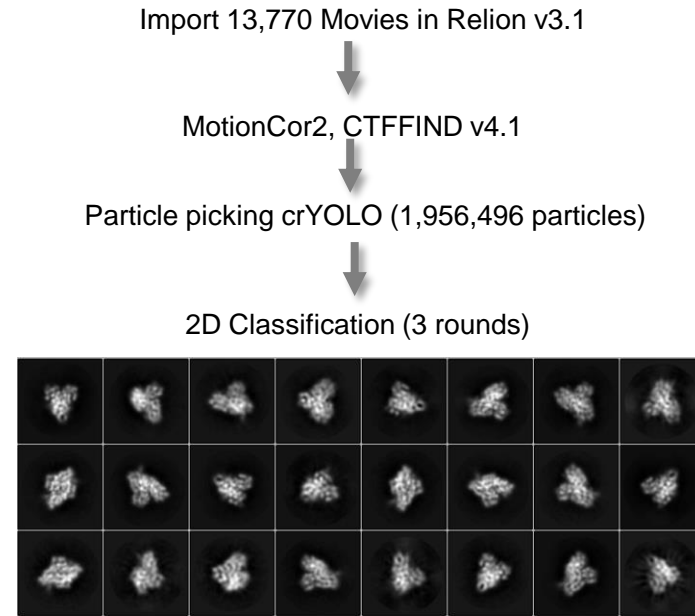 Import 13,770 Movies in Relion v3.1
MotionCor2, CTFFIND v4.1
Particle picking crYOLO (1,956,496 particles)
2D Classification (3 rounds)